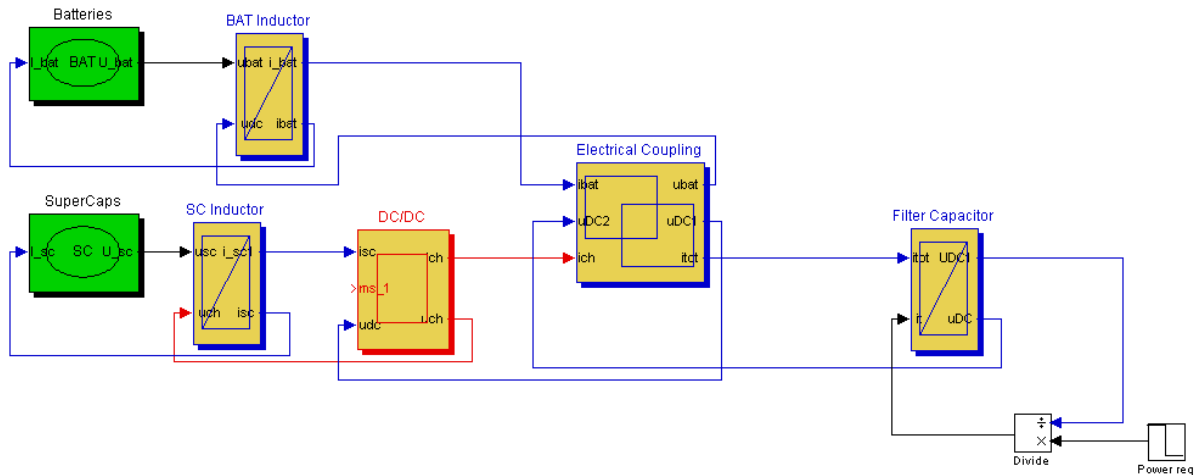 Batteries
BAT Inductor
I_bat BAT U_bat
ubat i_bat
udc ibat
Electrical Coupling
ibat ubat
uDC2 uDC1
ich itot
SuperCaps
SC Inductor
DC/DC
Filter Capacitor
I_sc SC U_sc
usc i_sc1
uch isc
isc ich
>ms_1
udc uch
itot UDC1
it uDC
÷
×
Divide
Power req